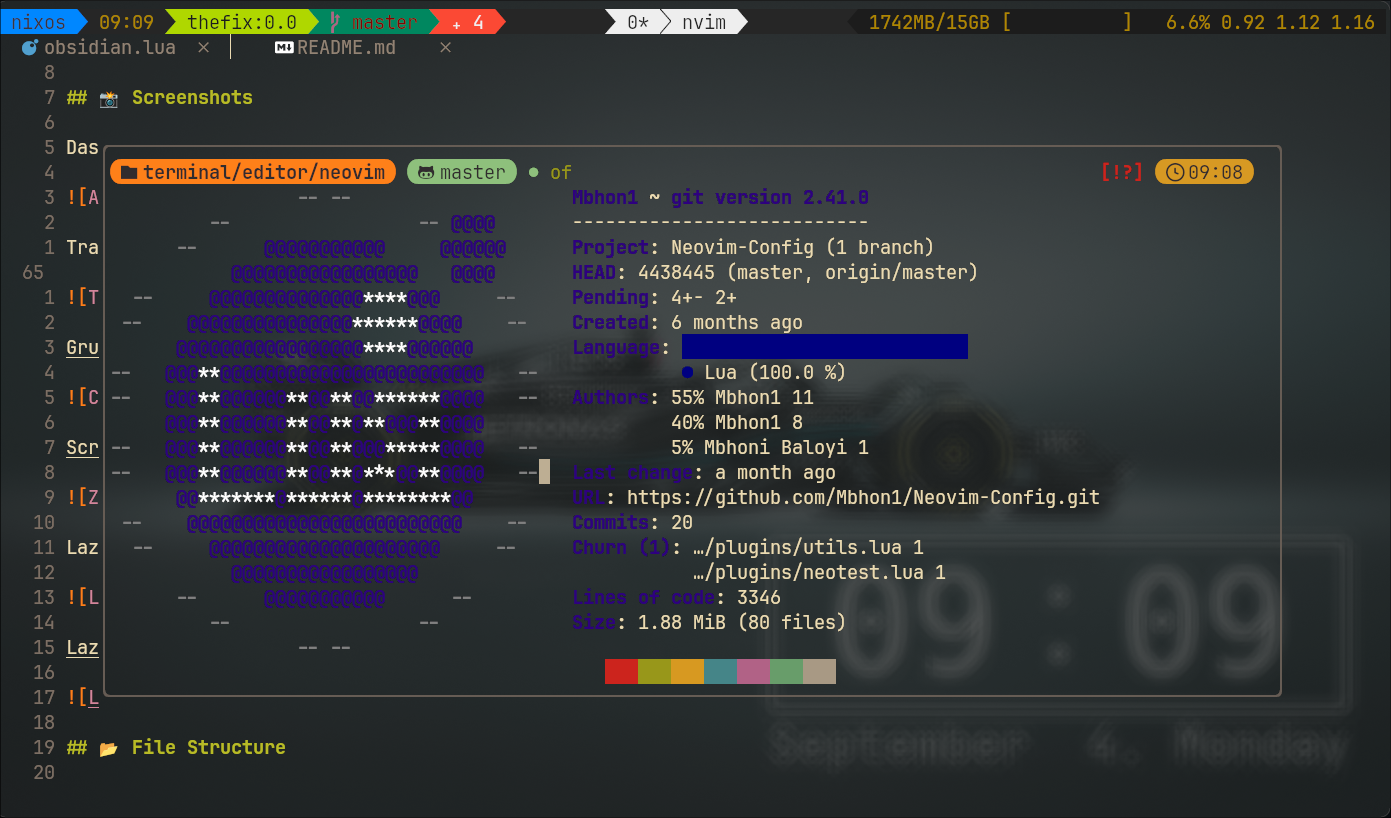 nixos 09:09 thefix:0.0 master + 4 0* nvim 1742MB/15GB [ ] 6.6% 0.92 1.12 1.16
obsidian.lua × README.md ×
8
7 ## 📸 Screenshots
6
5 Das
4 terminal/editor/neovim master ● of [!?] 09:08
3 ![A -- -- Mbhon1 ~ git version 2.41.0
2 -- -- @@@@ ---------------------------
1 Tra -- @@@@@@@@@@@ @@@@@@ Project: Neovim-Config (1 branch)
65 @@@@@@@@@@@@@@@@@ @@@@ HEAD: 4438445 (master, origin/master)
1 ![T -- @@@@@@@@@@@@@@****@@@ -- Pending: 4+- 2+
2 -- @@@@@@@@@@@@@@@******@@@@ -- Created: 6 months ago
3 Gru @@@@@@@@@@@@@@@@@****@@@@@@ Language:
4 -- @@@**@@@@@@@@@@@@@@@@@@@@@@@@ -- ● Lua (100.0 %)
5 ![C -- @@@**@@@@@@**@@**@@******@@@@ -- Authors: 55% Mbhon1 11
6 @@@**@@@@@@**@@**@**@@@**@@@@ 40% Mbhon1 8
7 Scr -- @@@**@@@@@@**@@**@@@*****@@@@ -- 5% Mbhoni Baloyi 1
8 -- @@@**@@@@@@**@@**@***@@**@@@@ -- Last change: a month ago
9 ![Z @@*******@******@********@@ URL: https://github.com/Mbhon1/Neovim-Config.git
10 -- @@@@@@@@@@@@@@@@@@@@@@@@@ -- Commits: 20
11 Laz -- @@@@@@@@@@@@@@@@@@@@@ -- Churn (1): …/plugins/utils.lua 1
12 @@@@@@@@@@@@@@@@@ …/plugins/neotest.lua 1
13 ![L -- @@@@@@@@@@@ -- Lines of code: 3346
14 -- -- Size: 1.88 MiB (80 files)
15 Laz -- --
16
17 ![L
18
19 ## 📂 File Structure
20
09 : 09
September 4, Monday